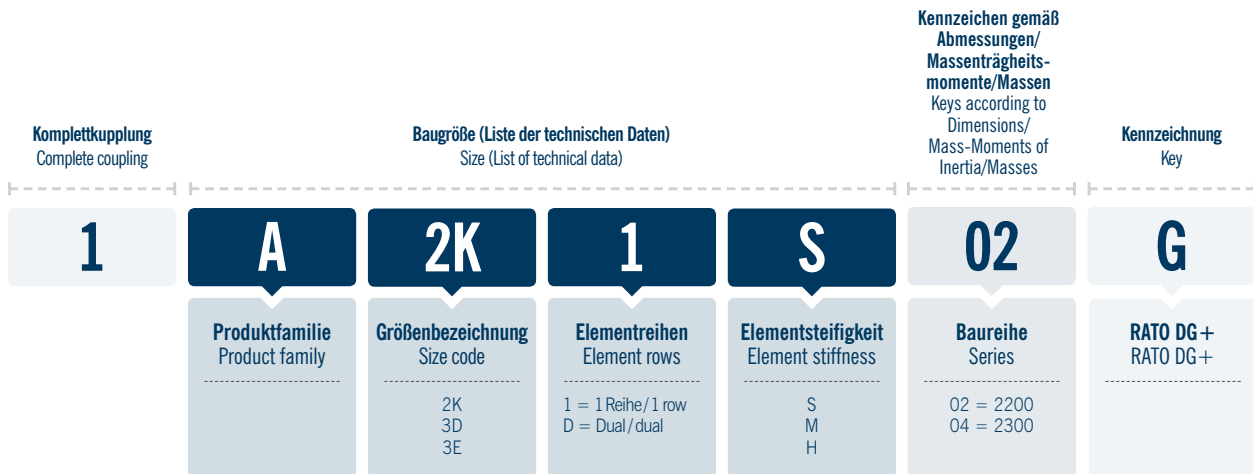 Komplettkupplung
Complete coupling
Baugröße (Liste der technischen Daten)
Size (List of technical data)
Kennzeichen gemäß
Abmessungen/
Massenträgheits-
momente/Massen
Keys according to
Dimensions/
Mass-Moments of
Inertia/Masses
Kennzeichnung
Key
1
A
2K
1
S
02
G
Produktfamilie
Product family
Größenbezeichnung
Size code
2K
3D
3E
Elementreihen
Element rows
1 = 1 Reihe/1 row
D = Dual/dual
Elementsteifigkeit
Element stiffness
S
M
H
Baureihe
Series
02 = 2200
04 = 2300
RATO DG+
RATO DG+